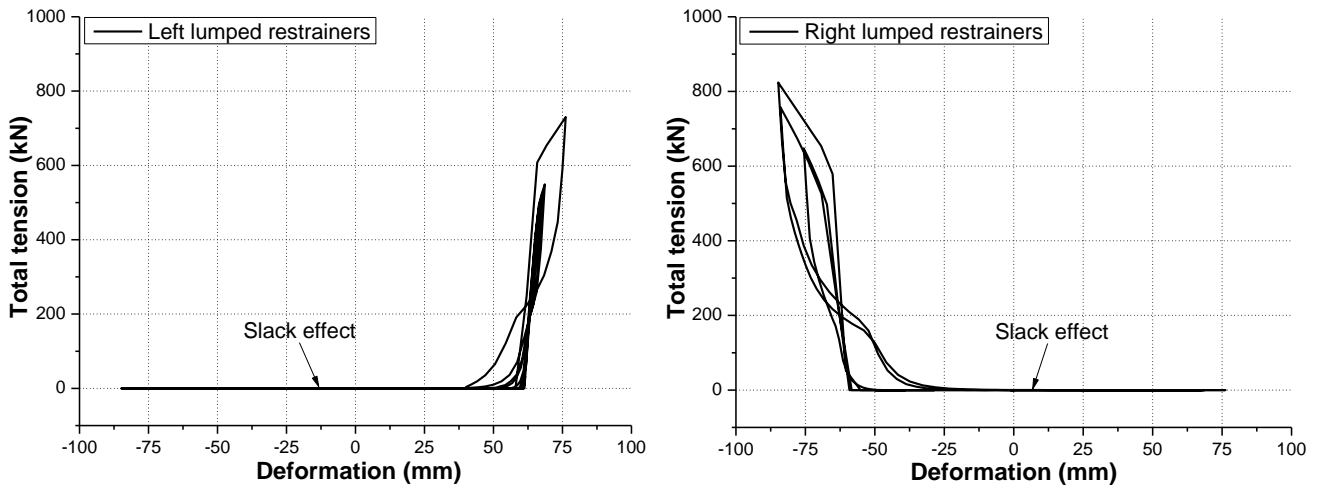 Left lumped restrainers
1000
800
600
400
200
0
Total tension (kN)
Slack effect
-100 -75 -50 -25 0 25 50 75 100
Deformation (mm)
Right lumped restrainers
1000
800
600
400
200
0
Total tension (kN)
Slack effect
-100 -75 -50 -25 0 25 50 75 100
Deformation (mm)